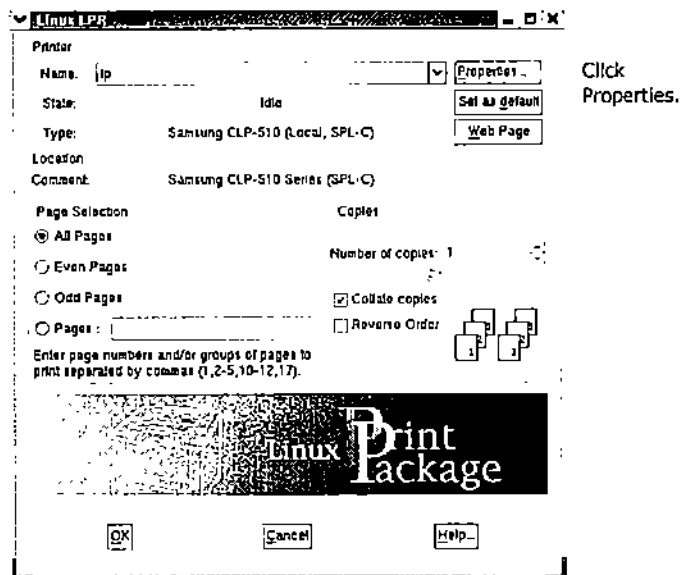 Linux LPR
Printer
Name: lp
Properties...
State: Idle
Set as default
Type: Samsung CLP-510 (Local, SPL-C)
Web Page
Location
Comment: Samsung CLP-510 Series (SPL-C)
Click
Properties.
Page Selection
Copies
All Pages
Number of copies: 1
Even Pages
Odd Pages
Collate copies
Pages :
Reverse Order
Enter page numbers and/or groups of pages to
print separated by commas (1,2-5,10-12,17).
Linux Print
Package
OK
Cancel
Help...